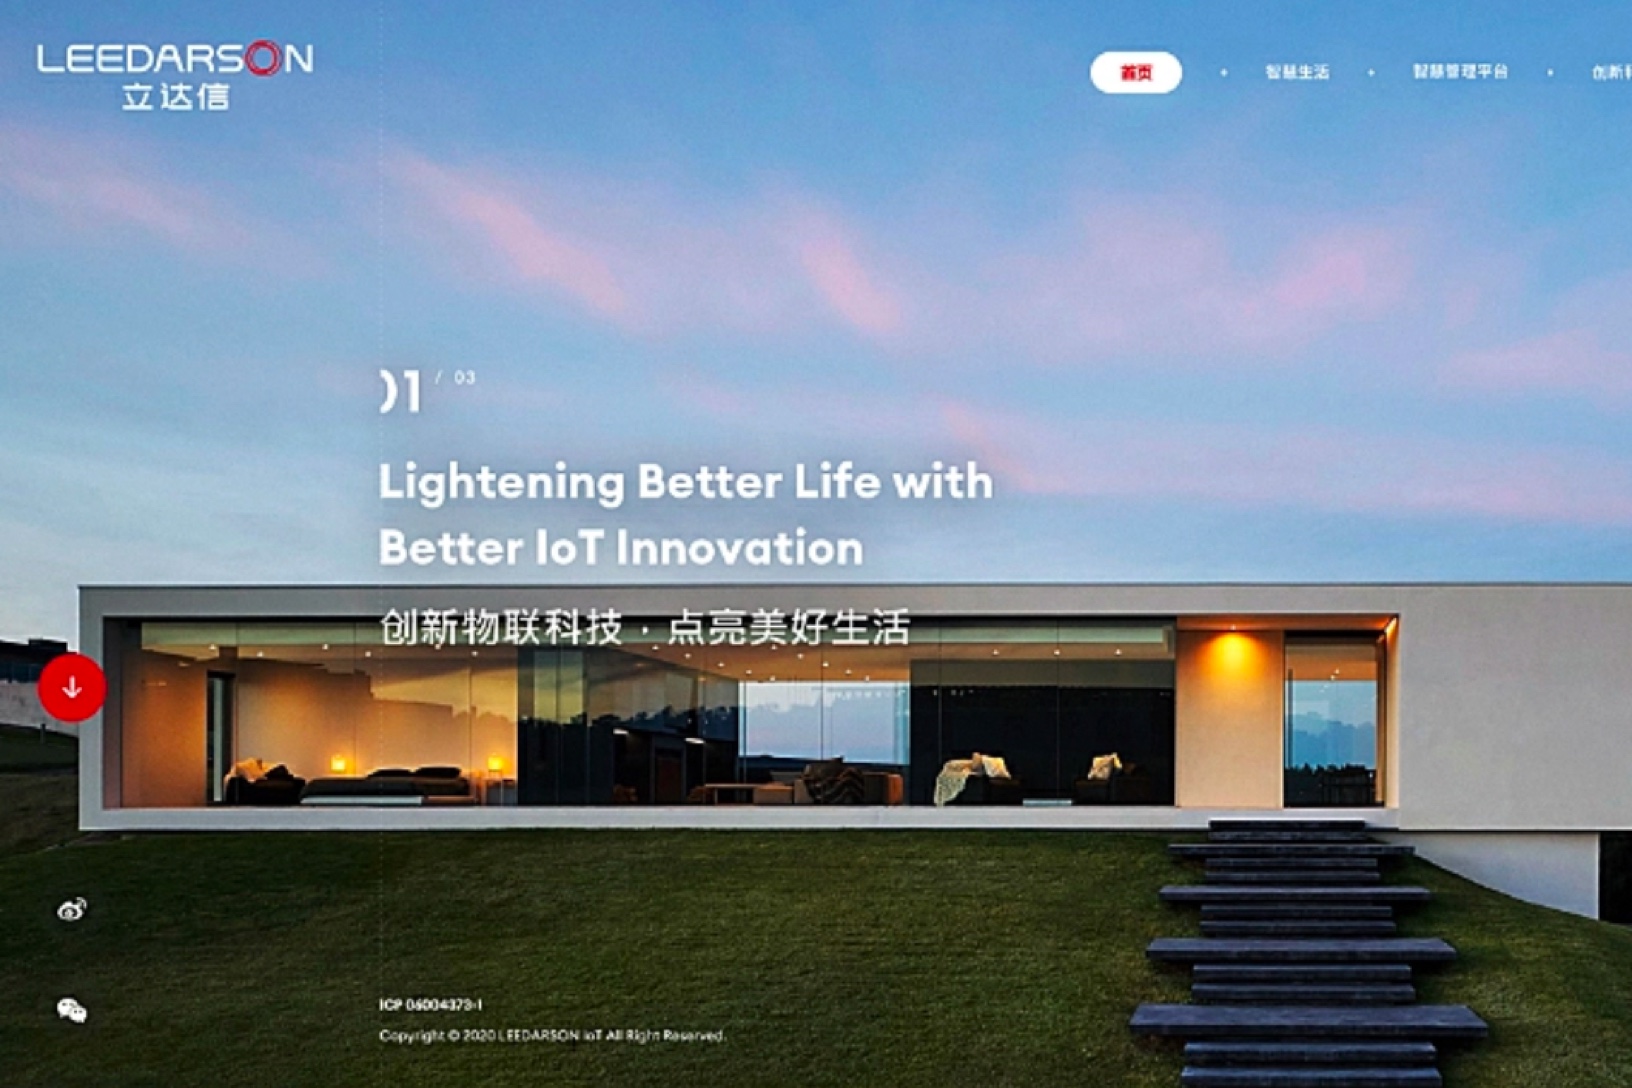 LEEDARSON
立达信
首页
智慧生活
智慧管理平台
创新
01 / 03
Lightening Better Life with
Better IoT Innovation
创新物联科技 · 点亮美好生活
ICP 06004373-1
Copyright © 2020 LEEDARSON IoT All Right Reserved.